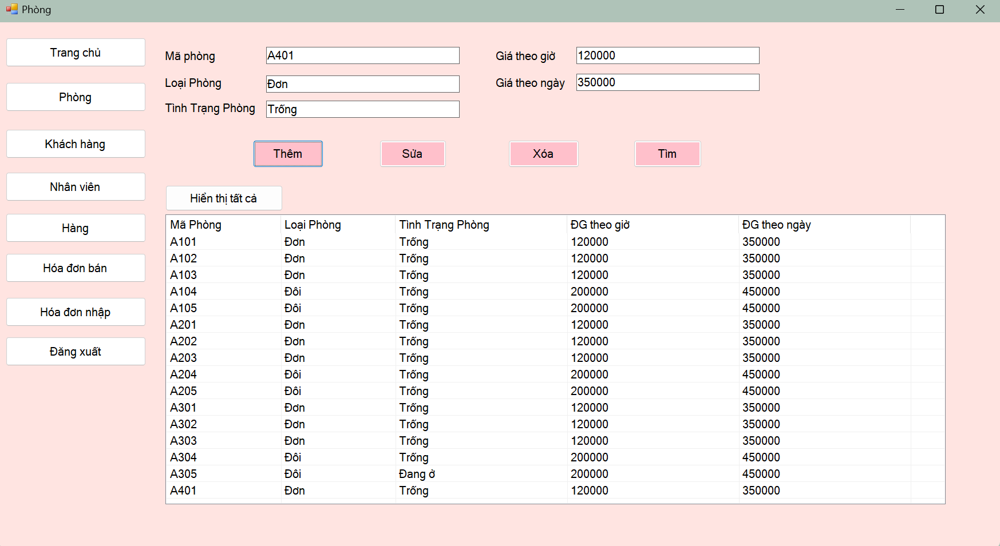 Phòng
Trang chủ
Phòng
Khách hàng
Nhân viên
Hàng
Hóa đơn bán
Hóa đơn nhập
Đăng xuất
Mã phòng A401 Giá theo giờ 120000
Loại Phòng Đơn Giá theo ngày 350000
Tình Trạng Phòng Trống
Thêm Sửa Xóa Tìm
Hiển thị tất cả
Mã Phòng Loại Phòng Tình Trạng Phòng ĐG theo giờ ĐG theo ngày
A101 Đơn Trống 120000 350000
A102 Đơn Trống 120000 350000
A103 Đơn Trống 120000 350000
A104 Đôi Trống 200000 450000
A105 Đôi Trống 200000 450000
A201 Đơn Trống 120000 350000
A202 Đơn Trống 120000 350000
A203 Đơn Trống 120000 350000
A204 Đôi Trống 200000 450000
A205 Đôi Trống 200000 450000
A301 Đơn Trống 120000 350000
A302 Đơn Trống 120000 350000
A303 Đơn Trống 120000 350000
A304 Đôi Trống 200000 450000
A305 Đôi Đang ở 200000 450000
A401 Đơn Trống 120000 350000